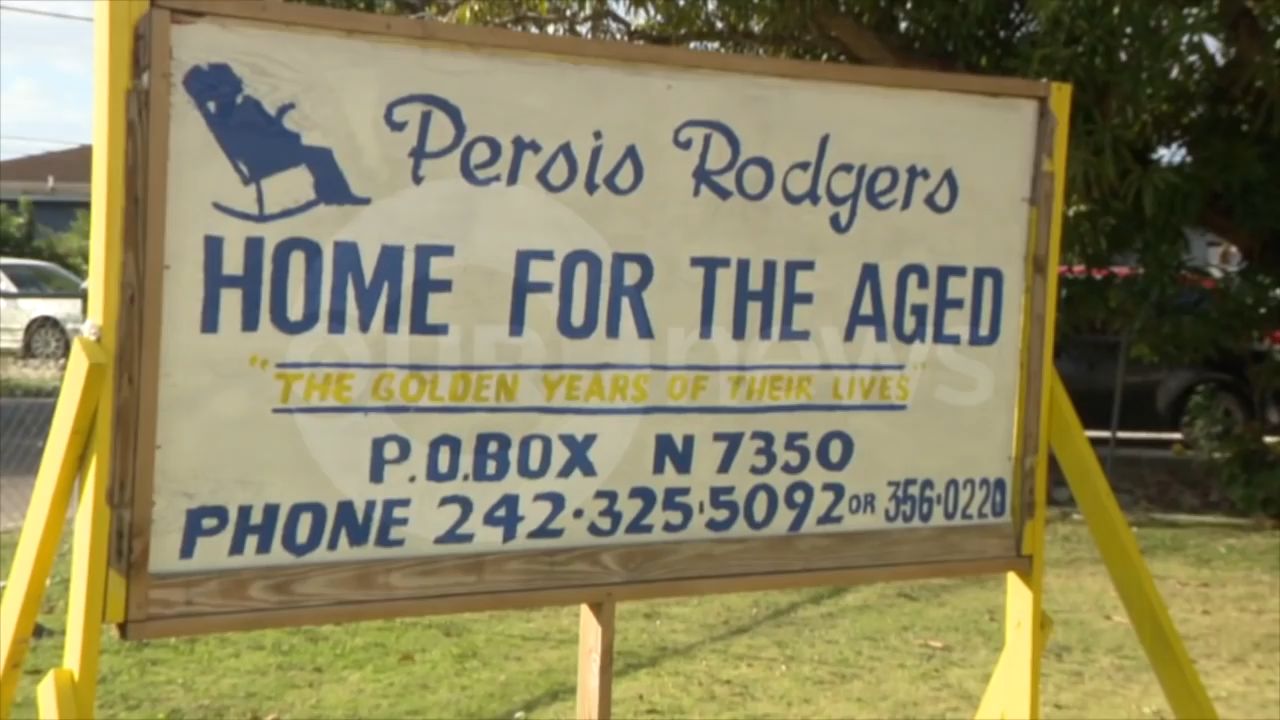 Persis Rodgers
HOME FOR THE AGED
"THE GOLDEN YEARS OF THEIR LIVES"
P.O.BOX N 7350
PHONE 242·325·5092 OR 356·0220
euronews